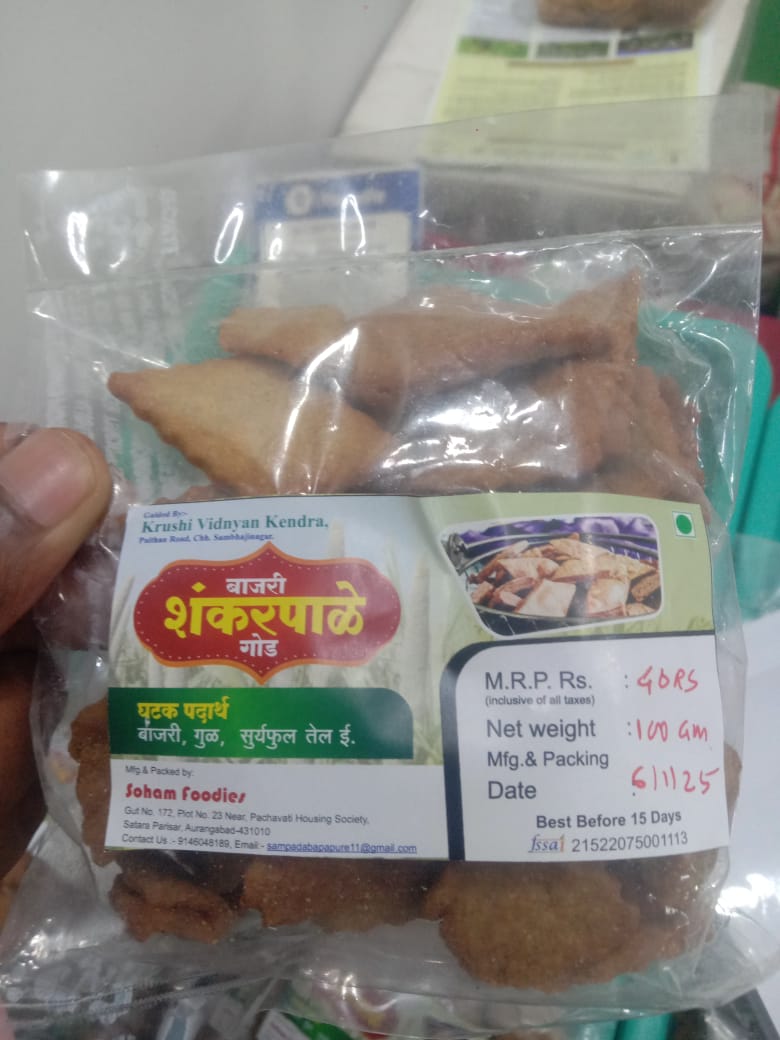 Guided By:-
Krushi Vidnyan Kendra,
Paithan Road, Chh. Sambhajinagar.
बाजरी
शंकरपाळे
गोड
घटक पदार्थ
बाजरी, गुळ, सुर्यफुल तेल ई.
Mfg.& Packed by:
Soham Foodies
Gut No. 172, Plot No. 23 Near, Pachavati Housing Society,
Satara Parisar, Aurangabad-431010
Contact Us :- 9146048189, Email:- sampadabapapure11@gmail.com
M.R.P. Rs. : 60RS
(inclusive of all taxes)
Net weight : 100 Gm
Mfg.& Packing
Date 6/1/25
Best Before 15 Days
fssai 21522075001113